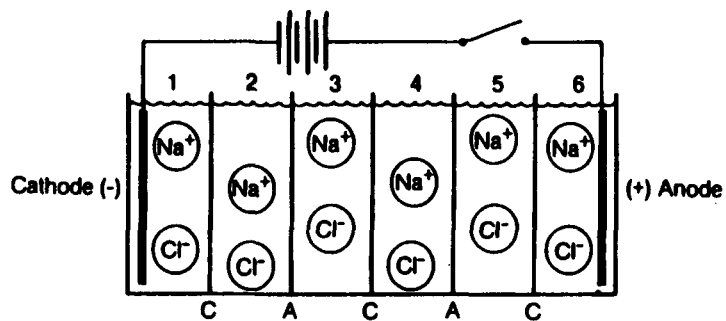 1 2 3 4 5 6
Na⁺ Na⁺ Na⁺ Na⁺ Na⁺ Na⁺
Cathode (-) (+) Anode
Cl⁻ Cl⁻ Cl⁻ Cl⁻ Cl⁻ Cl⁻
C A C A C